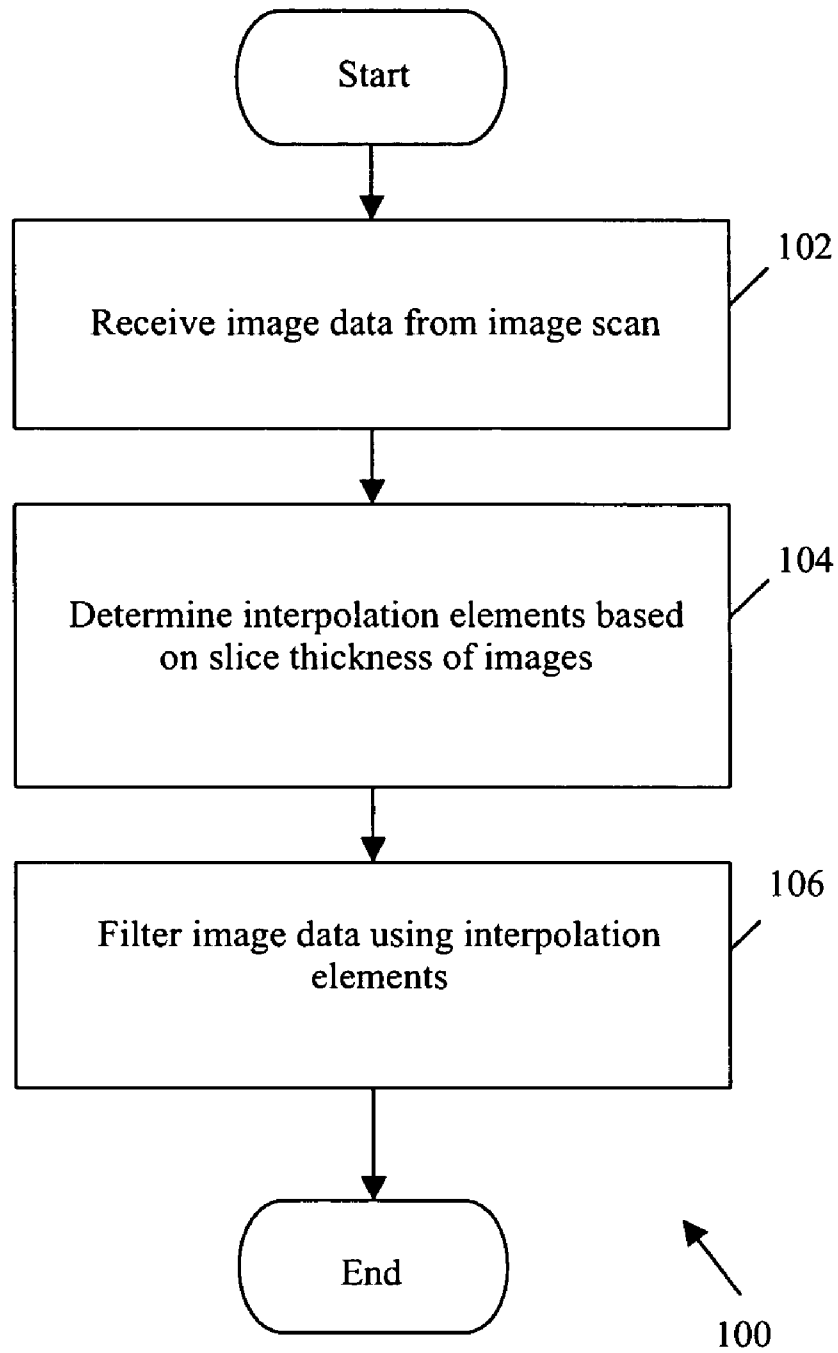 Start
102
Receive image data from image scan
104
Determine interpolation elements based
on slice thickness of images
106
Filter image data using interpolation
elements
End
100